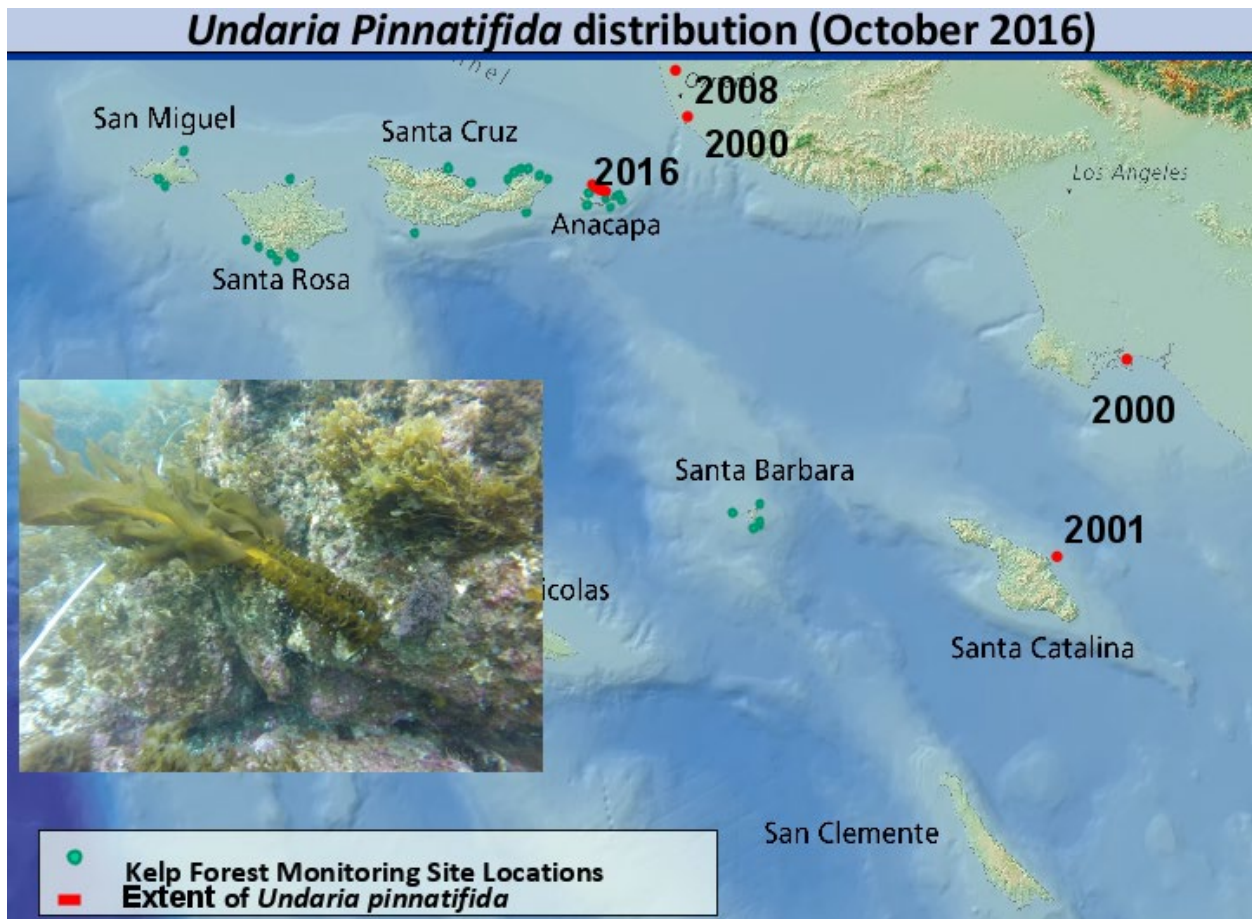 Undaria Pinnatifida distribution (October 2016)
2008
San Miguel
Santa Cruz
2000
2016
Los Angeles
Anacapa
Santa Rosa
2000
Santa Barbara
2001
icolas
Santa Catalina
San Clemente
Kelp Forest Monitoring Site Locations
Extent of Undaria pinnatifida